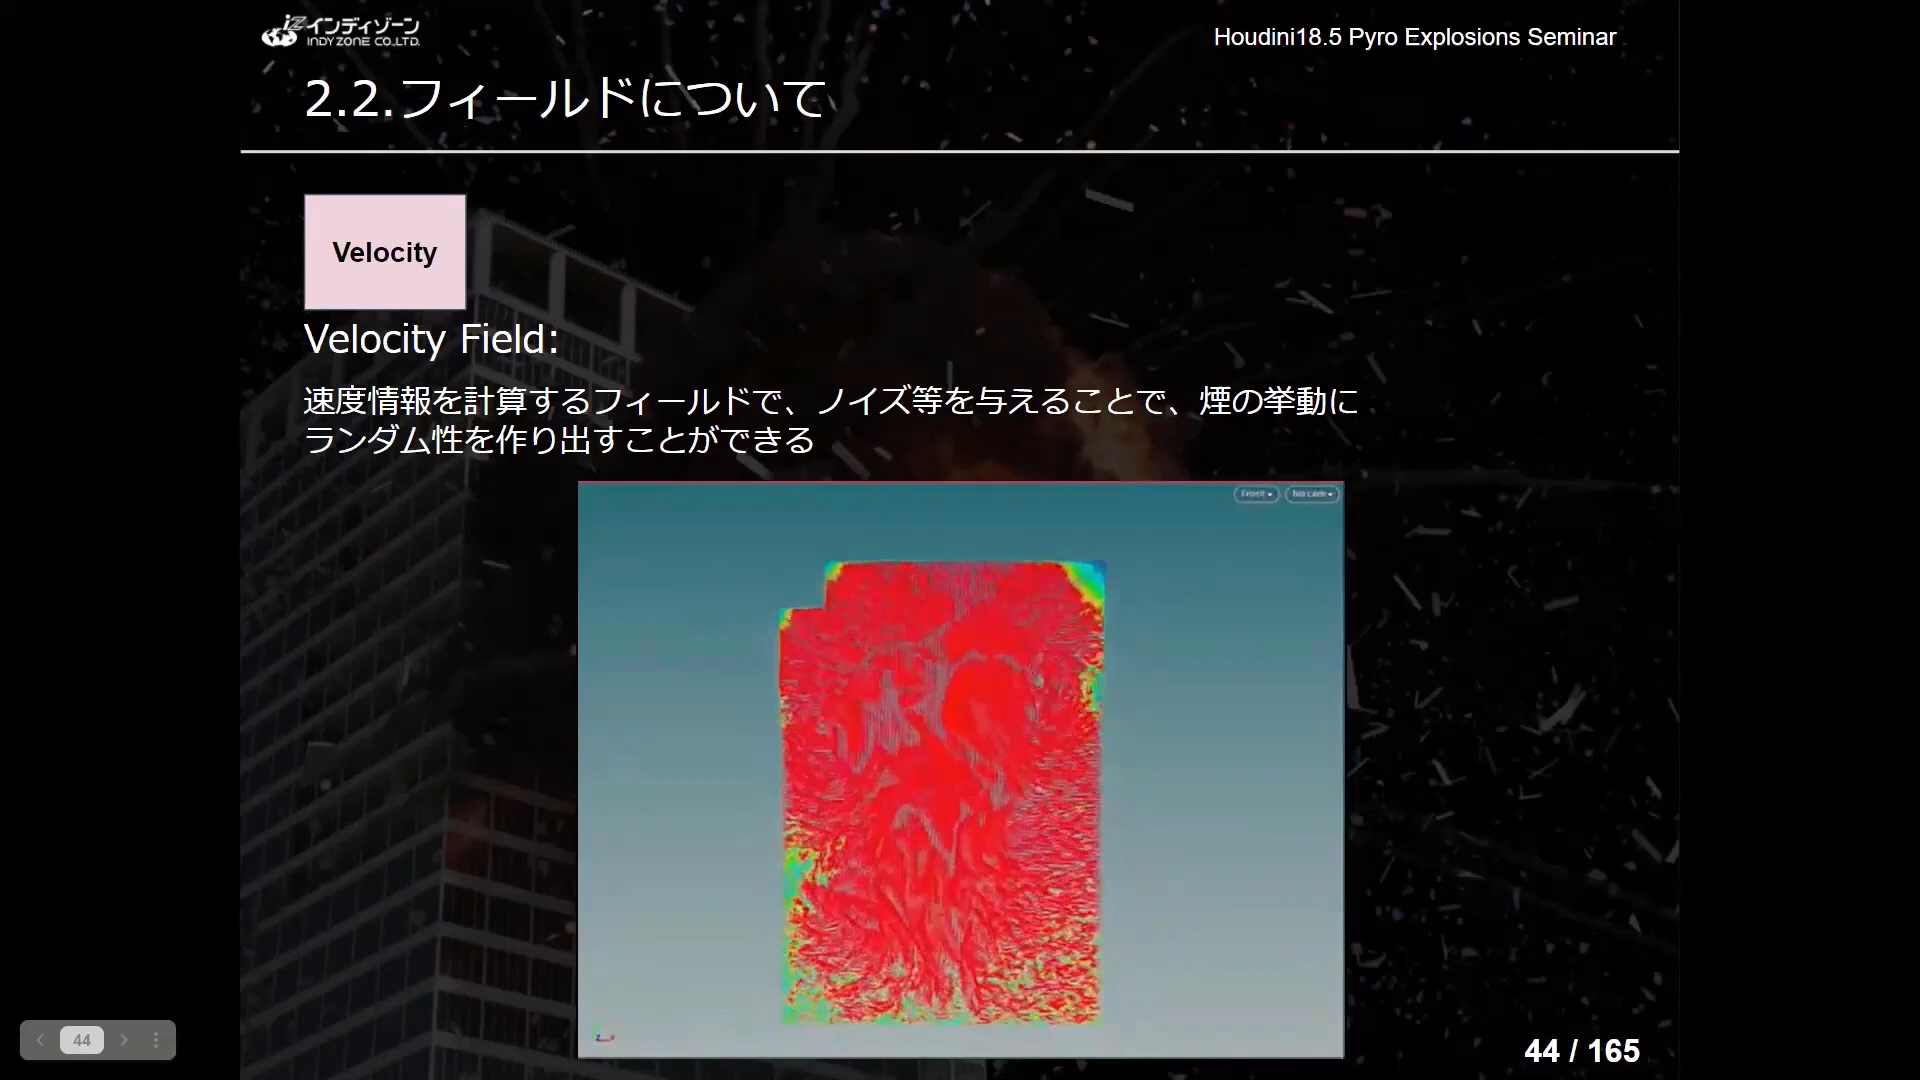 インディゾーン
INDYZONE CO.,LTD.
Houdini18.5 Pyro Explosions Seminar
2.2.フィールドについて
Velocity
Velocity Field:
速度情報を計算するフィールドで、ノイズ等を与えることで、煙の挙動に
ランダム性を作り出すことができる
Front
No cam
44
44 / 165